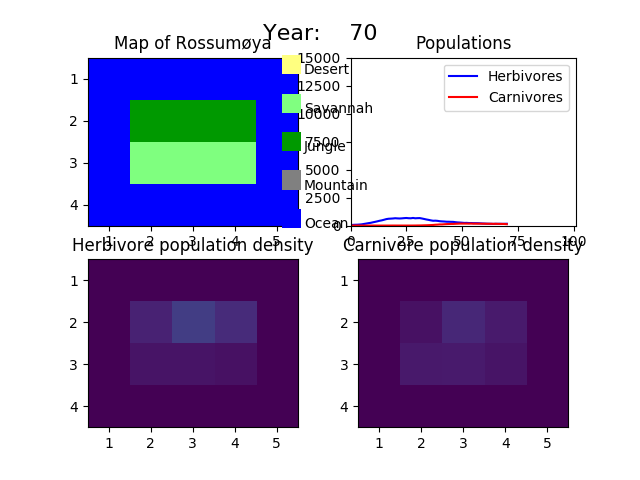 Year: 70
Map of Rossumøya
1
2
3
4
1 2 3 4 5
Desert
Savannah
Jungle
Mountain
Ocean
Populations
15000
12500
10000
7500
5000
2500
0
0 25 50 75 100
Herbivores
Carnivores
Herbivore population density
1
2
3
4
1 2 3 4 5
Carnivore population density
1
2
3
4
1 2 3 4 5